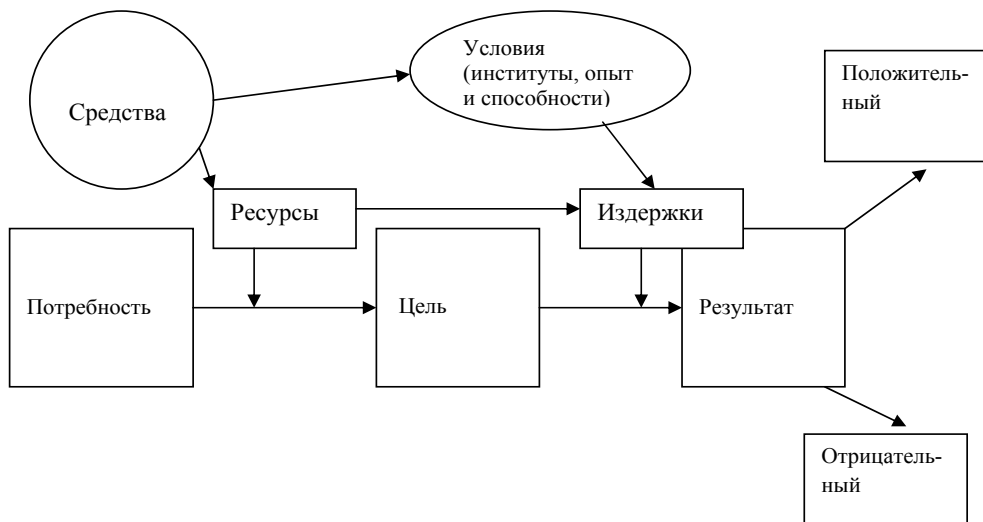 Средства
Условия
(институты, опыт
и способности)
Положитель-
ный
Ресурсы
Издержки
Потребность
Цель
Результат
Отрицатель-
ный